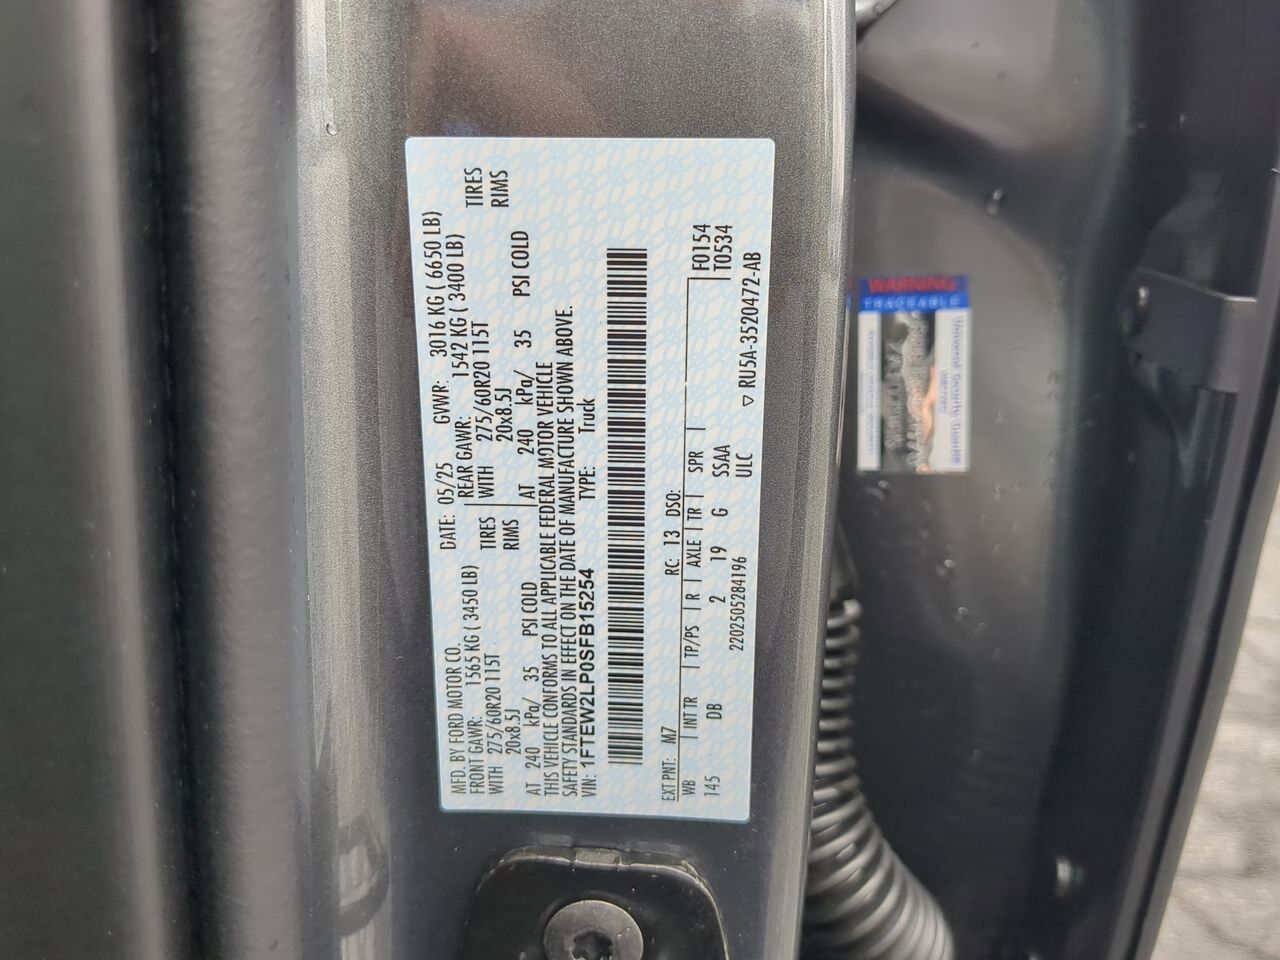 MFD. BY FORD MOTOR CO.
DATE: 05/25 GVWR: 3016 KG ( 6650 LB)
FRONT GAWR: 1565 KG ( 3450 LB)
REAR GAWR: 1542 KG ( 3400 LB)
WITH 275/60R20 115T TIRES
WITH 275/60R20 115T TIRES
20x8.5J RIMS
20x8.5J RIMS
AT 240 kPa/ 35 PSI COLD
AT 240 kPa/ 35 PSI COLD
THIS VEHICLE CONFORMS TO ALL APPLICABLE FEDERAL MOTOR VEHICLE
SAFETY STANDARDS IN EFFECT ON THE DATE OF MANUFACTURE SHOWN ABOVE.
VIN: 1FTEW2LP0SFB15254 TYPE: Truck
EXT PNT: M7 RC: 13 DSO: F0154
WB INT TR TP/PS R AXLE TR SPR T0534
145 DB 2 19 G SSAA
2202505284196 ULC ▽ RU5A-3520472-AB
WARNING
TRACEABLE
Universal Security Guard®